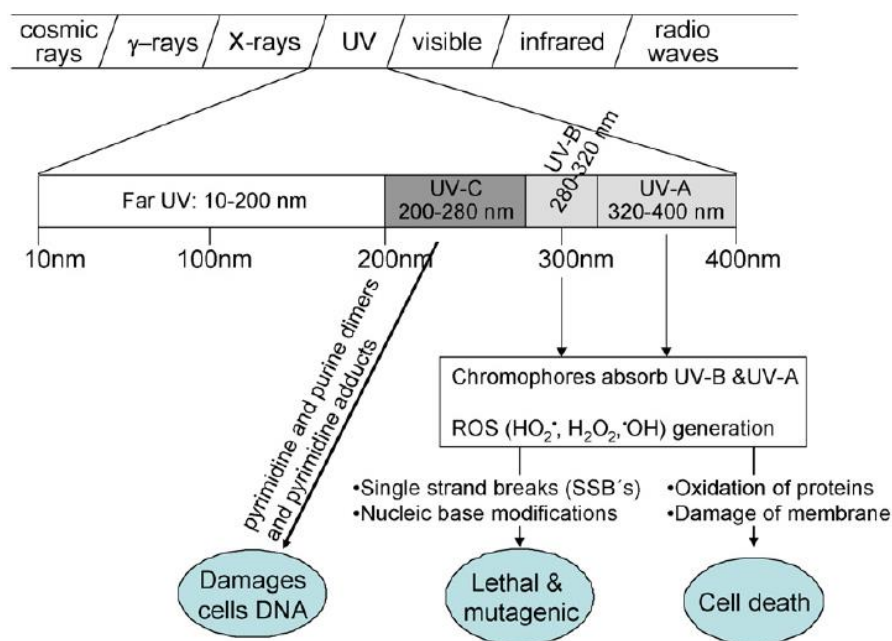 cosmic rays γ–rays X-rays UV visible infrared radio waves
UV-B
280-320 nm
Far UV: 10-200 nm
UV-C
200-280 nm
UV-A
320-400 nm
10nm 100nm 200nm 300nm 400nm
pyrimidine and purine dimers
and pyrimidine adducts
Chromophores absorb UV-B &UV-A
ROS (HO₂•, H₂O₂,•OH) generation
•Single strand breaks (SSB´s)
•Nucleic base modifications
•Oxidation of proteins
•Damage of membrane
Damages
cells DNA
Lethal &
mutagenic
Cell death